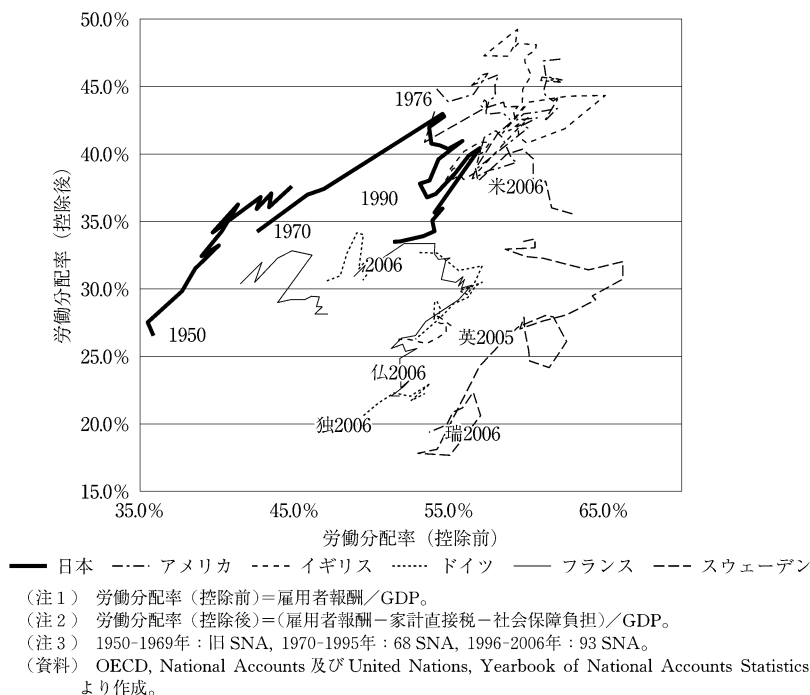 50.0%
45.0%
40.0%
35.0%
30.0%
25.0%
20.0%
15.0%
労働分配率（控除後）
1976
米2006
1990
1970
2006
1950
英2005
仏2006
独2006
瑞2006
35.0%
45.0%
55.0%
65.0%
労働分配率（控除前）
日本 アメリカ イギリス ドイツ フランス スウェーデン
（注１） 労働分配率（控除前）＝雇用者報酬／GDP。
（注２） 労働分配率（控除後）＝(雇用者報酬－家計直接税－社会保障負担)／GDP。
（注３） 1950-1969年：旧SNA, 1970-1995年：68 SNA, 1996-2006年：93 SNA。
（資料） OECD, National Accounts 及び United Nations, Yearbook of National Accounts Statistics
より作成。